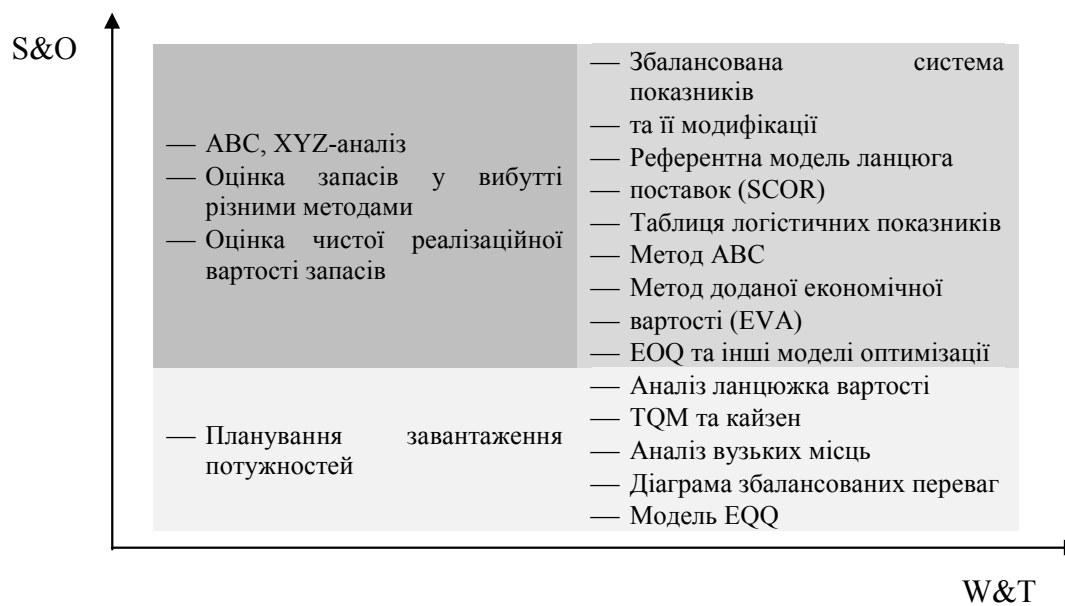 S&O
— ABC, XYZ-аналіз
— Оцінка запасів у вибутті
різними методами
— Оцінка чистої реалізаційної
вартості запасів
— Збалансована система
показників
— та її модифікації
— Референтна модель ланцюга
— поставок (SCOR)
— Таблиця логістичних показників
— Метод ABC
— Метод доданої економічної
— вартості (EVA)
— EOQ та інші моделі оптимізації
— Планування завантаження
потужностей
— Аналіз ланцюжка вартості
— TQM та кайзен
— Аналіз вузьких місць
— Діаграма збалансованих переваг
— Модель EQQ
W&T